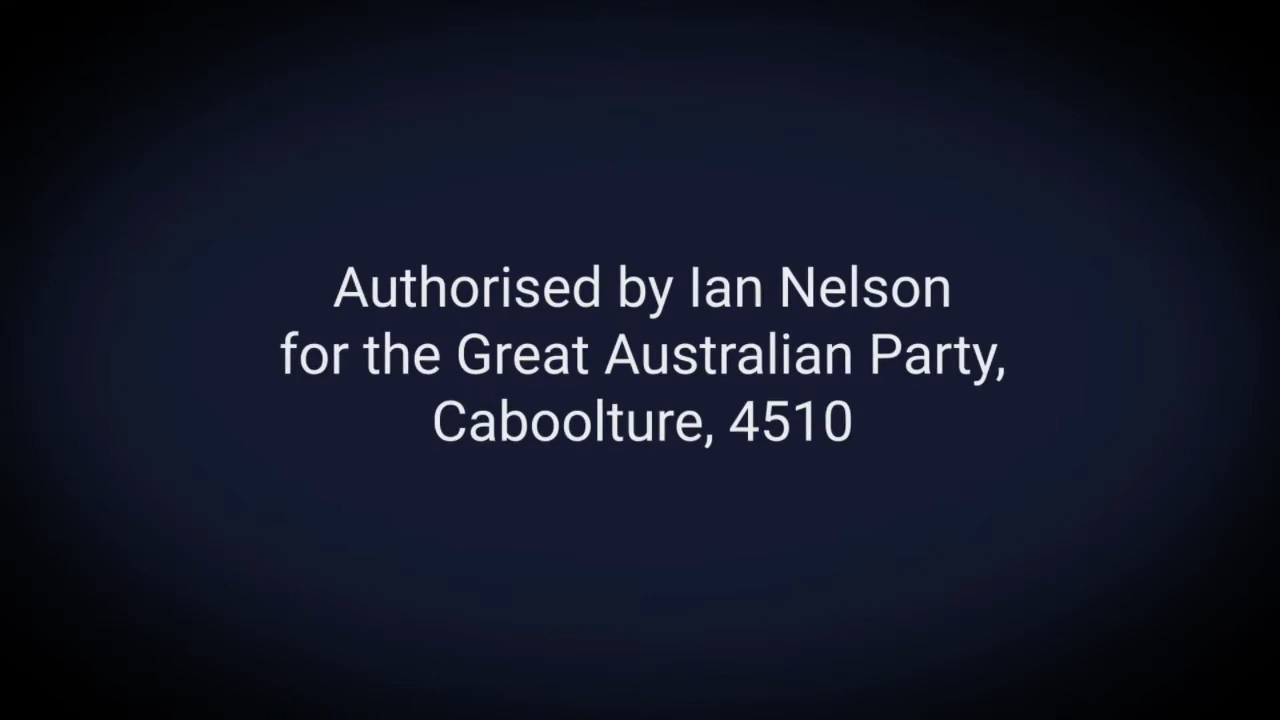 Authorised by Ian Nelson
for the Great Australian Party,
Caboolture, 4510